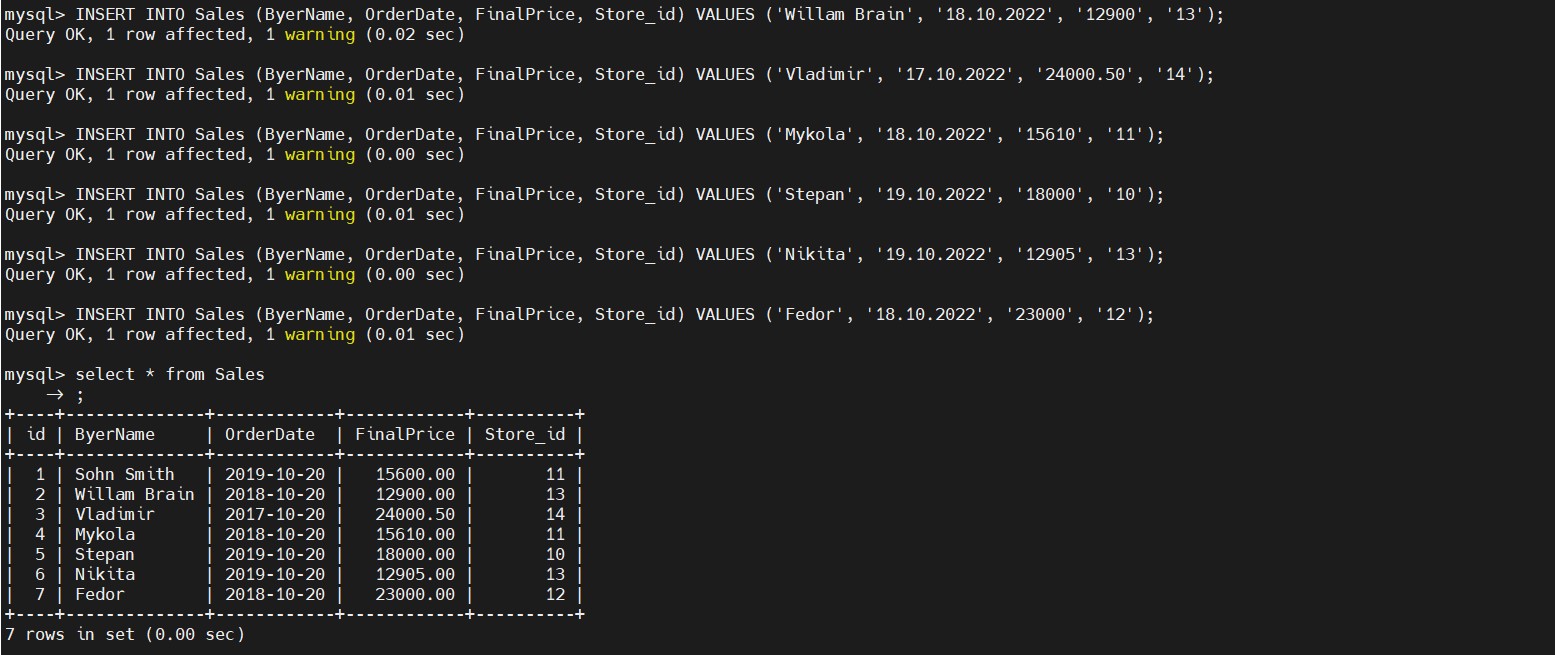 mysql> INSERT INTO Sales (ByerName, OrderDate, FinalPrice, Store_id) VALUES ('Willam Brain', '18.10.2022', '12900', '13');
Query OK, 1 row affected, 1 warning (0.02 sec)
mysql> INSERT INTO Sales (ByerName, OrderDate, FinalPrice, Store_id) VALUES ('Vladimir', '17.10.2022', '24000.50', '14');
Query OK, 1 row affected, 1 warning (0.01 sec)
mysql> INSERT INTO Sales (ByerName, OrderDate, FinalPrice, Store_id) VALUES ('Mykola', '18.10.2022', '15610', '11');
Query OK, 1 row affected, 1 warning (0.00 sec)
mysql> INSERT INTO Sales (ByerName, OrderDate, FinalPrice, Store_id) VALUES ('Stepan', '19.10.2022', '18000', '10');
Query OK, 1 row affected, 1 warning (0.01 sec)
mysql> INSERT INTO Sales (ByerName, OrderDate, FinalPrice, Store_id) VALUES ('Nikita', '19.10.2022', '12905', '13');
Query OK, 1 row affected, 1 warning (0.00 sec)
mysql> INSERT INTO Sales (ByerName, OrderDate, FinalPrice, Store_id) VALUES ('Fedor', '18.10.2022', '23000', '12');
Query OK, 1 row affected, 1 warning (0.01 sec)
mysql> select * from Sales
    -> ;
+----+--------------+------------+------------+----------+
| id | ByerName     | OrderDate  | FinalPrice | Store_id |
+----+--------------+------------+------------+----------+
|  1 | Sohn Smith   | 2019-10-20 |   15600.00 |       11 |
|  2 | Willam Brain | 2018-10-20 |   12900.00 |       13 |
|  3 | Vladimir     | 2017-10-20 |   24000.50 |       14 |
|  4 | Mykola       | 2018-10-20 |   15610.00 |       11 |
|  5 | Stepan       | 2019-10-20 |   18000.00 |       10 |
|  6 | Nikita       | 2019-10-20 |   12905.00 |       13 |
|  7 | Fedor        | 2018-10-20 |   23000.00 |       12 |
+----+--------------+------------+------------+----------+
7 rows in set (0.00 sec)